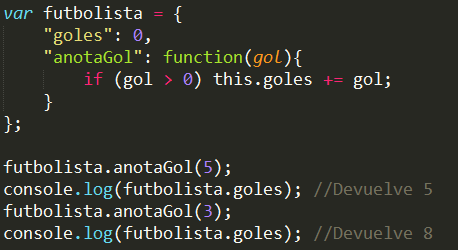 var futbolista = {
    "goles": 0,
    "anotaGol": function(gol){
        if (gol > 0) this.goles += gol;
    }
};

futbolista.anotaGol(5);
console.log(futbolista.goles); //Devuelve 5
futbolista.anotaGol(3);
console.log(futbolista.goles); //Devuelve 8